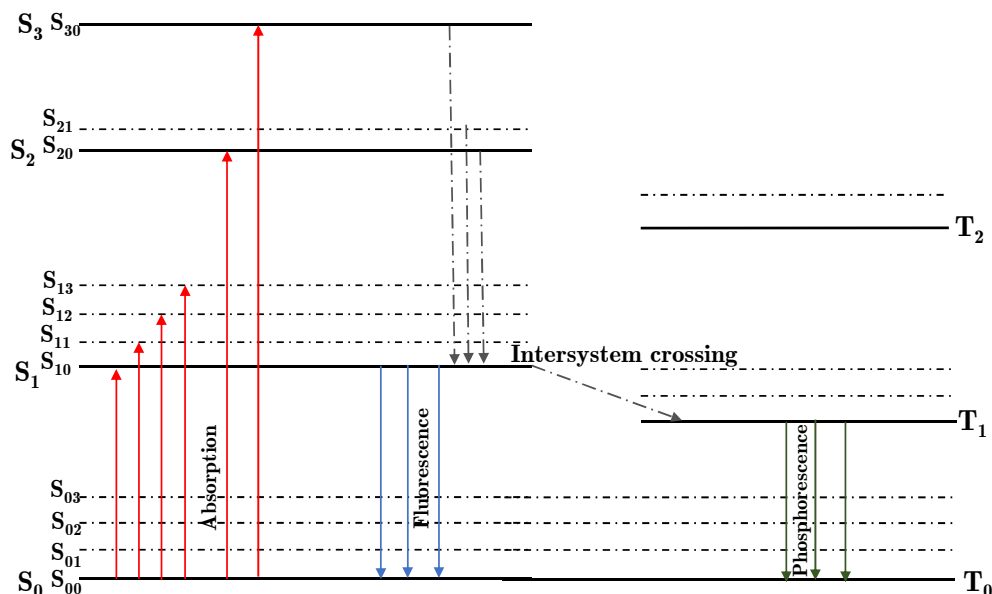 S₃ S₃₀
S₂₁
S₂ S₂₀
T₂
S₁₃
S₁₂
S₁₁
S₁₀
S₁
Intersystem crossing
T₁
Absorption
Fluorescence
Phosphorescence
S₀₃
S₀₂
S₀₁
S₀ S₀₀
T₀